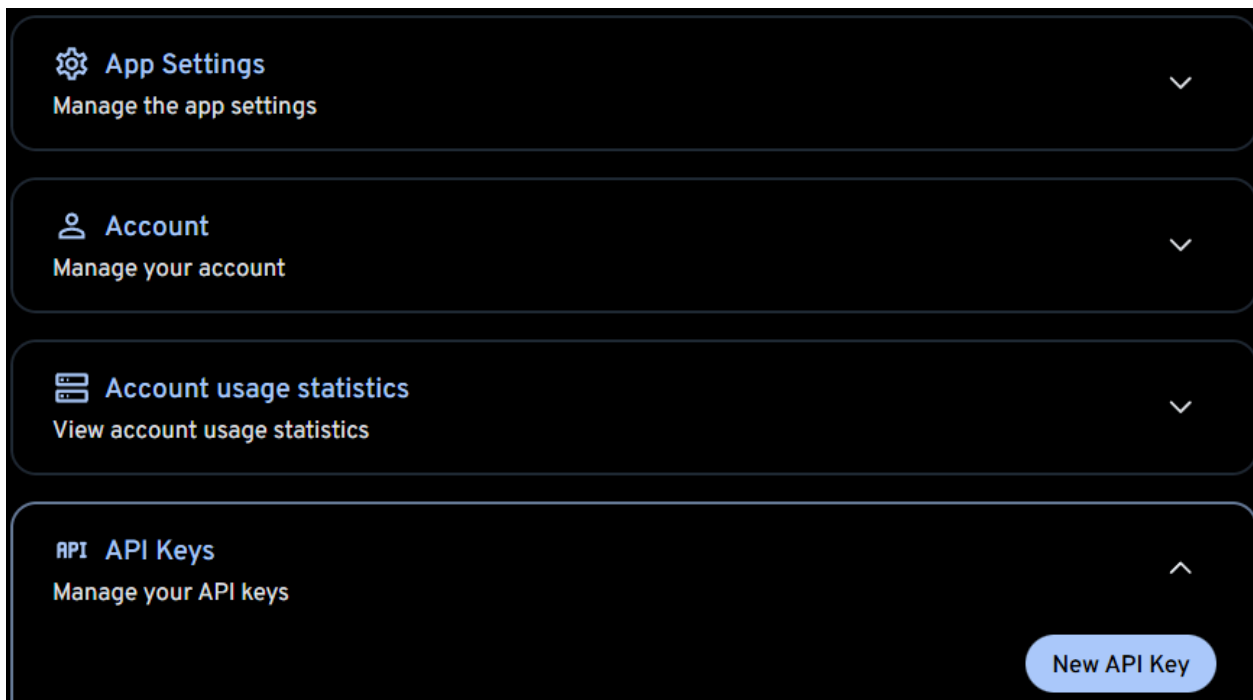 App Settings
Manage the app settings
Account
Manage your account
Account usage statistics
View account usage statistics
API API Keys
Manage your API keys
New API Key